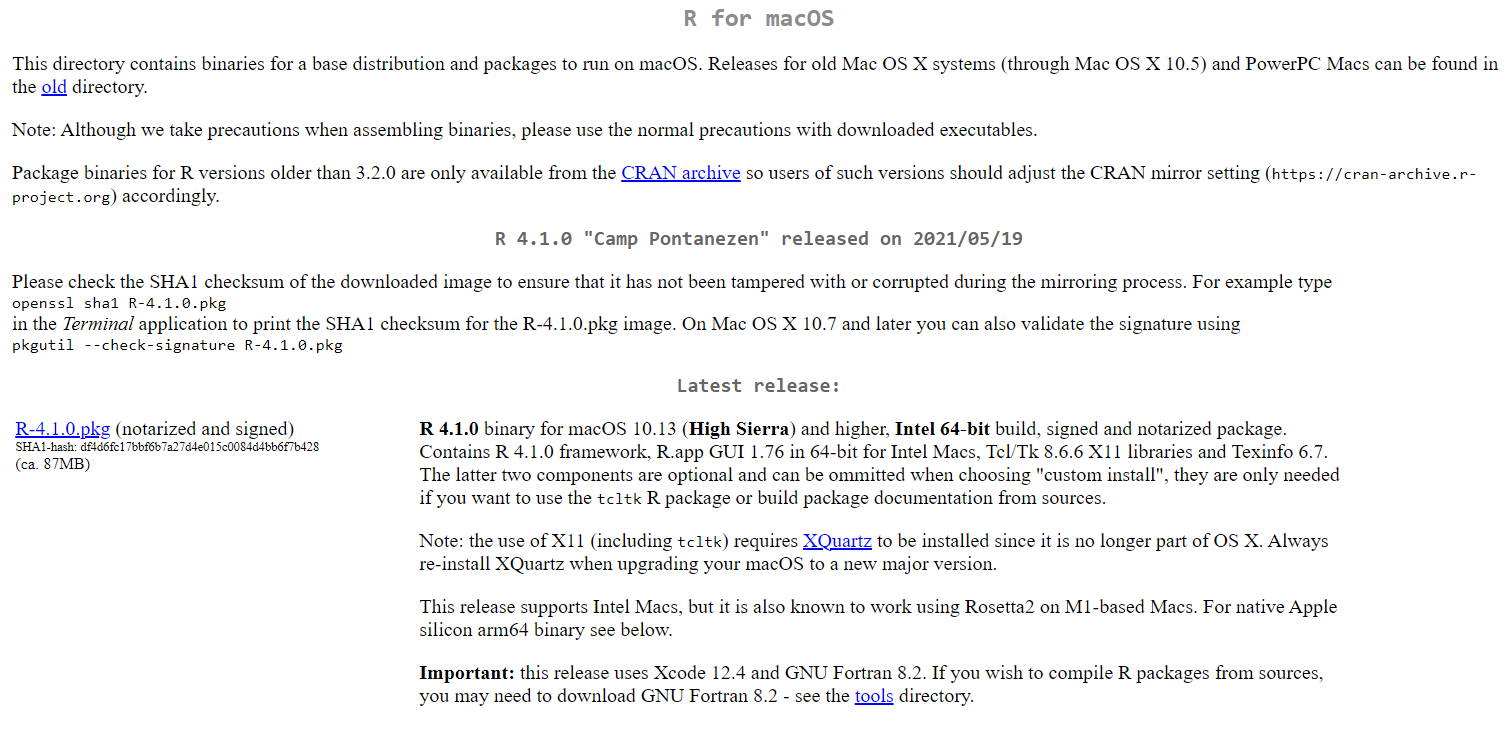 R for macOS
This directory contains binaries for a base distribution and packages to run on macOS. Releases for old Mac OS X systems (through Mac OS X 10.5) and PowerPC Macs can be found in
the old directory.
Note: Although we take precautions when assembling binaries, please use the normal precautions with downloaded executables.
Package binaries for R versions older than 3.2.0 are only available from the CRAN archive so users of such versions should adjust the CRAN mirror setting (https://cran-archive.r-
project.org) accordingly.
R 4.1.0 "Camp Pontanezen" released on 2021/05/19
Please check the SHA1 checksum of the downloaded image to ensure that it has not been tampered with or corrupted during the mirroring process. For example type
openssl sha1 R-4.1.0.pkg
in the Terminal application to print the SHA1 checksum for the R-4.1.0.pkg image. On Mac OS X 10.7 and later you can also validate the signature using
pkgutil --check-signature R-4.1.0.pkg
Latest release:
R-4.1.0.pkg (notarized and signed)
SHA1-hash: df4d6fc17bbf6b7a27d4e015c0084d4bb6f7b428
(ca. 87MB)
R 4.1.0 binary for macOS 10.13 (High Sierra) and higher, Intel 64-bit build, signed and notarized package.
Contains R 4.1.0 framework, R.app GUI 1.76 in 64-bit for Intel Macs, Tcl/Tk 8.6.6 X11 libraries and Texinfo 6.7.
The latter two components are optional and can be ommitted when choosing "custom install", they are only needed
if you want to use the tcltk R package or build package documentation from sources.
Note: the use of X11 (including tcltk) requires XQuartz to be installed since it is no longer part of OS X. Always
re-install XQuartz when upgrading your macOS to a new major version.
This release supports Intel Macs, but it is also known to work using Rosetta2 on M1-based Macs. For native Apple
silicon arm64 binary see below.
Important: this release uses Xcode 12.4 and GNU Fortran 8.2. If you wish to compile R packages from sources,
you may need to download GNU Fortran 8.2 - see the tools directory.